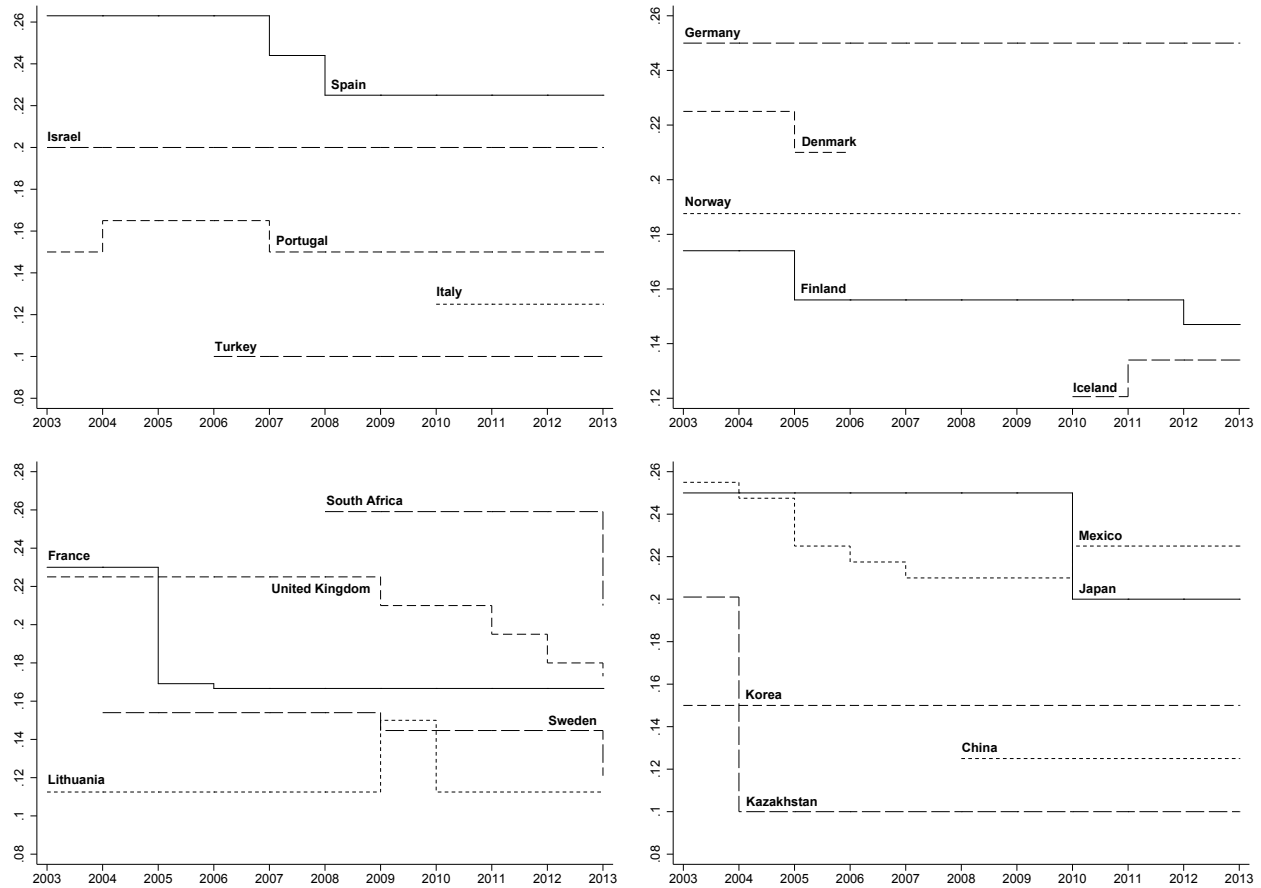 .26
.24
.22
.2
.18
.16
.14
.12
.1
.08
Spain
Israel
Portugal
Italy
Turkey
2003 2004 2005 2006 2007 2008 2009 2010 2011 2012 2013
.26
.24
.22
.2
.18
.16
.14
.12
Germany
Denmark
Norway
Finland
Iceland
2003 2004 2005 2006 2007 2008 2009 2010 2011 2012 2013
.28
.26
.24
.22
.2
.18
.16
.14
.12
.1
.08
South Africa
France
United Kingdom
Sweden
Lithuania
2003 2004 2005 2006 2007 2008 2009 2010 2011 2012 2013
.26
.24
.22
.2
.18
.16
.14
.12
.1
.08
Mexico
Japan
Korea
China
Kazakhstan
2003 2004 2005 2006 2007 2008 2009 2010 2011 2012 2013